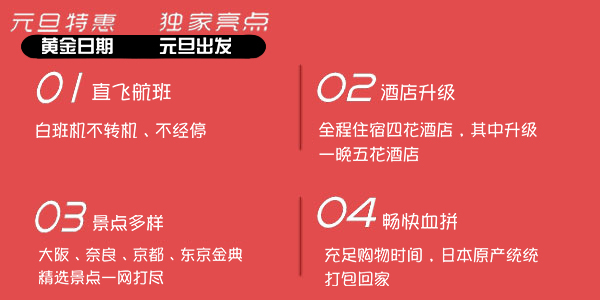 元旦特惠 独家亮点
黄金日期 元旦出发
01 直飞航班
白班机不转机、不经停
02 酒店升级
全程住宿四花酒店，其中升级
一晚五花酒店
03 景点多样
大阪、奈良、京都、东京金典
精选景点一网打尽
04 畅快血拼
充足购物时间，日本原产统统
打包回家